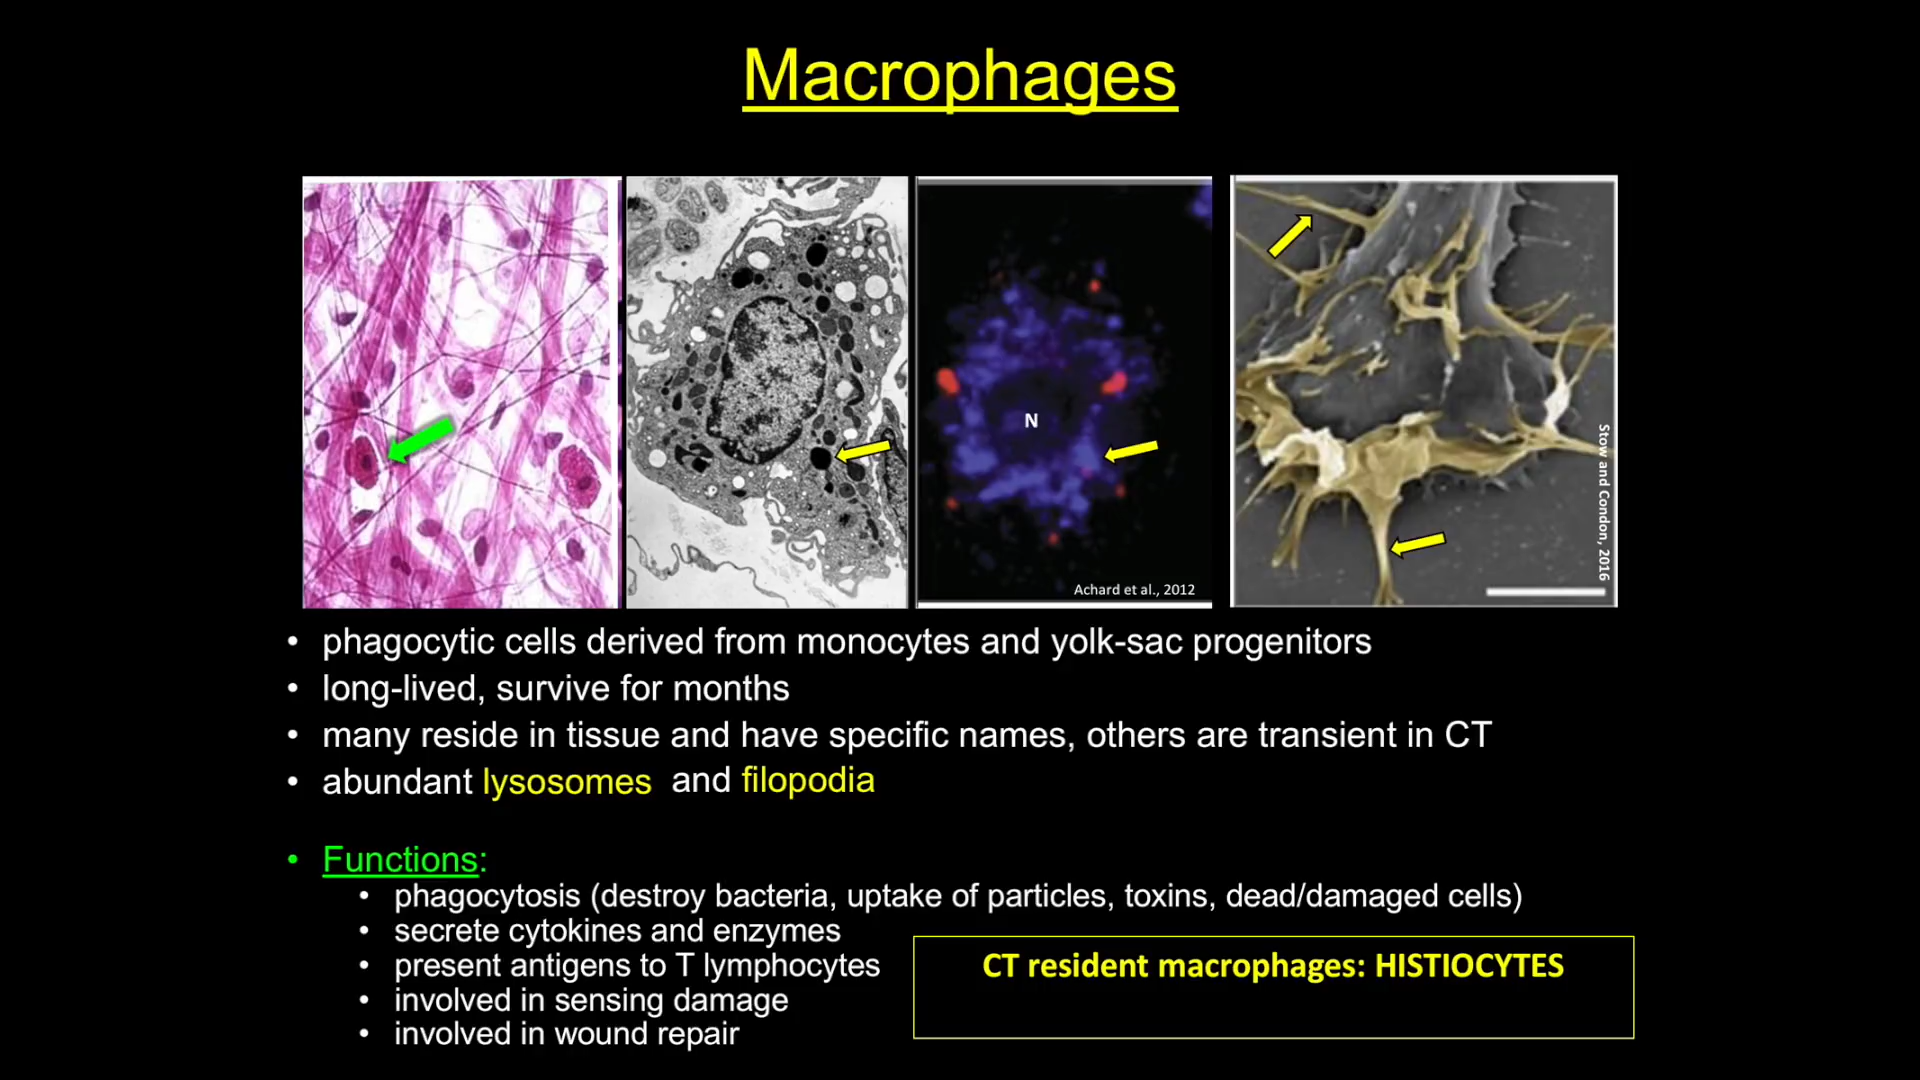 Macrophages
N
Achard et al., 2012
Stow and Condon, 2016
• phagocytic cells derived from monocytes and yolk-sac progenitors
• long-lived, survive for months
• many reside in tissue and have specific names, others are transient in CT
• abundant lysosomes and filopodia
• Functions:
• phagocytosis (destroy bacteria, uptake of particles, toxins, dead/damaged cells)
• secrete cytokines and enzymes
• present antigens to T lymphocytes
• involved in sensing damage
• involved in wound repair
CT resident macrophages: HISTIOCYTES